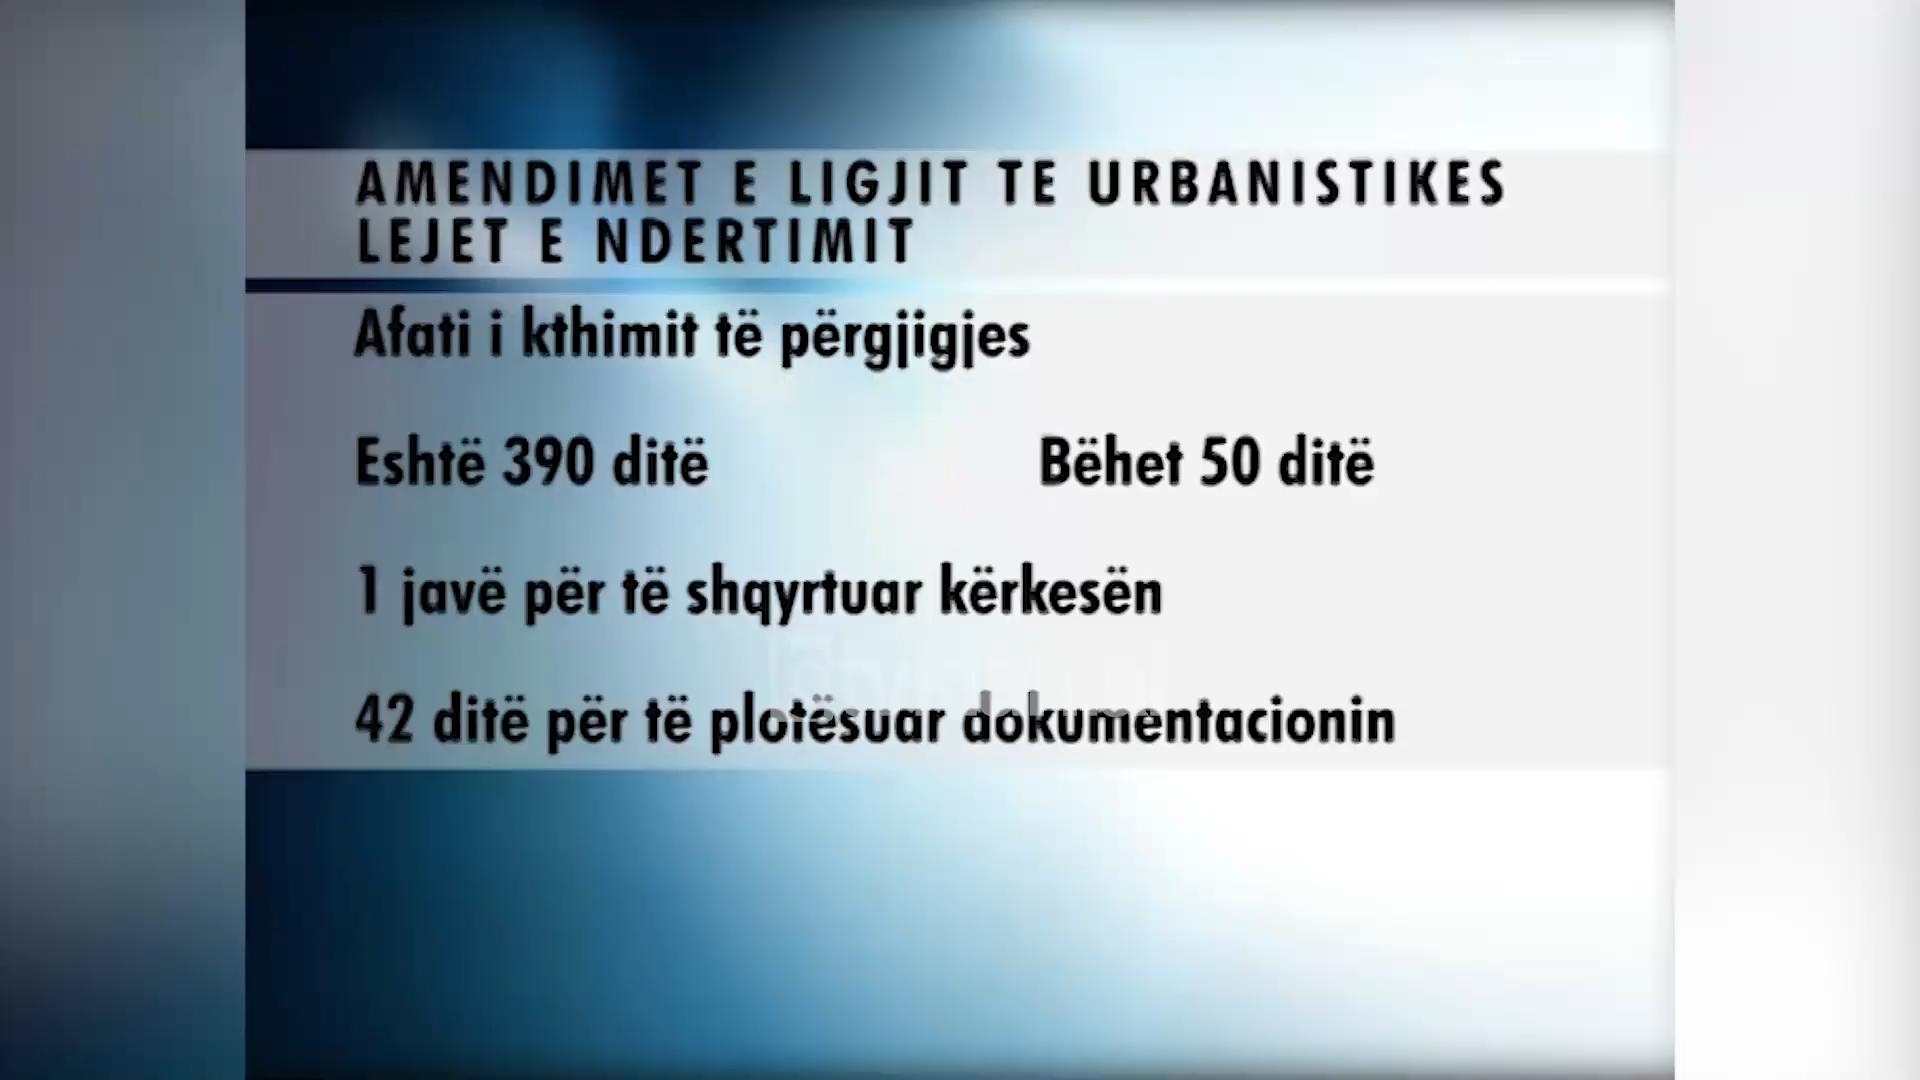 AMENDIMET E LIGJIT TE URBANISTIKES
LEJET E NDERTIMIT
Afati i kthimit të përgjigjes
Eshtë 390 ditë Bëhet 50 ditë
1 javë për të shqyrtuar kërkesën
42 ditë për të plotësuar dokumentacionin